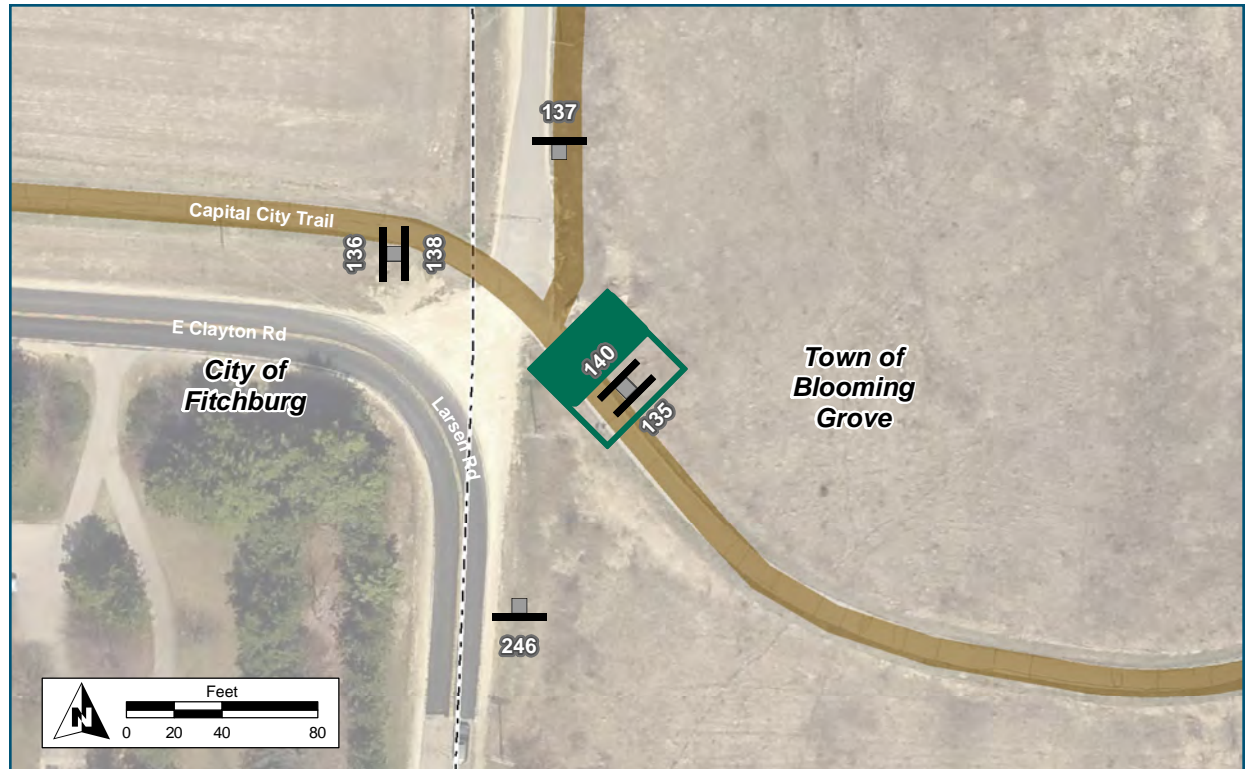 137
Capital City Trail
136
138
E Clayton Rd
City of
Fitchburg
140
135
Town of
Blooming
Grove
Larsen Rd
246
Feet
N
0 20 40 80